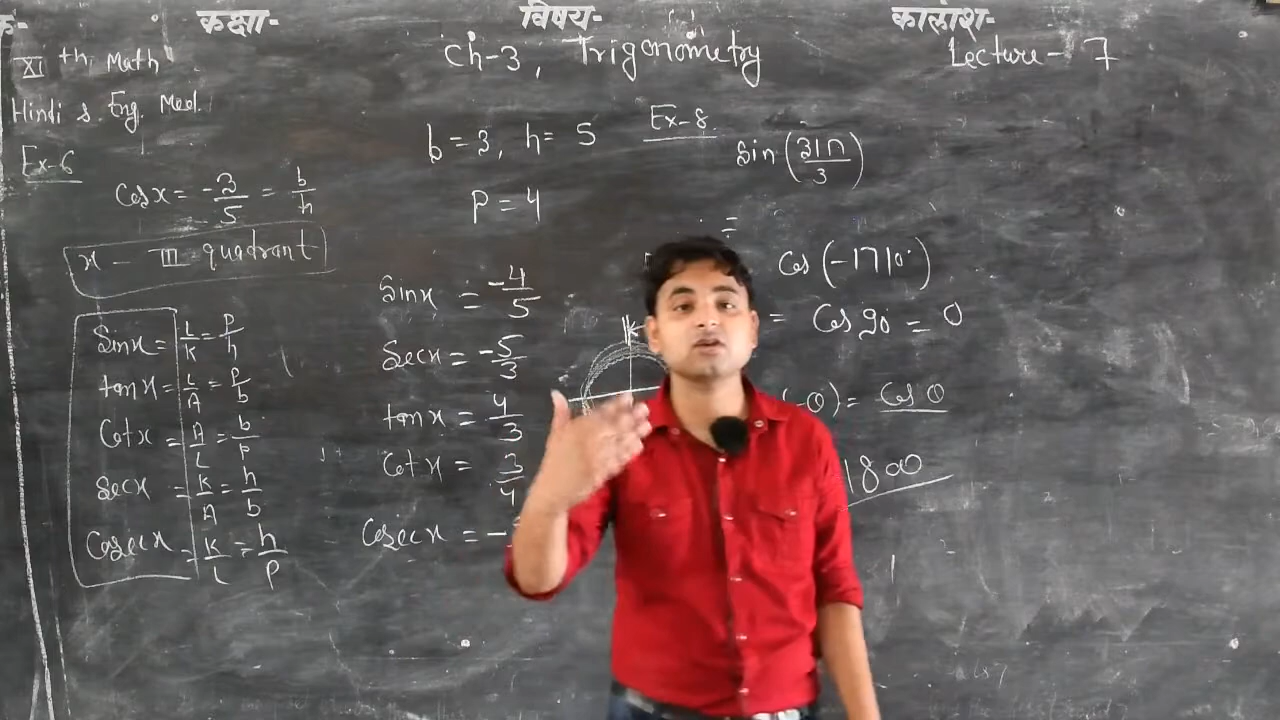 क- कक्षा- विषय- कालांश-
XI th Math Ch-3, Trigonometry Lecture-7
Hindi & Eng. Med.
Ex-6
Cos x = -3/5 = b/h
x - III quadrant
Sin x = L/K = P/h
tan x = L/A = P/b
Cot x = A/L = b/P
Sec x = K/A = h/b
Cosec x = K/L = h/P
b = 3, h = 5
P = 4
Sin x = -4/5
Sec x = -5/3
tan x = 4/3
Cot x = 3/4
Cosec x = -
Ex-8
Sin (31π/3)
=
Cos (-1710°)
= Cos 90 = 0
(-θ) = Cos θ
1800